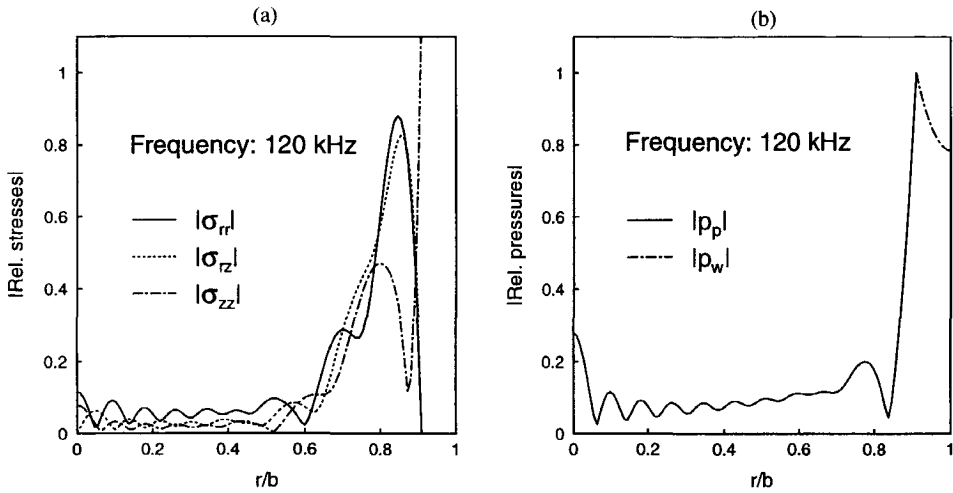 (a)
|Rel. stresses|
1
0.8
0.6
0.4
0.2
0
Frequency: 120 kHz
|σrr|
|σrz|
|σzz|
0
0.2
0.4
0.6
0.8
1
r/b
(b)
|Rel. pressures|
1
0.8
0.6
0.4
0.2
0
Frequency: 120 kHz
|pp|
|pw|
0
0.2
0.4
0.6
0.8
1
r/b